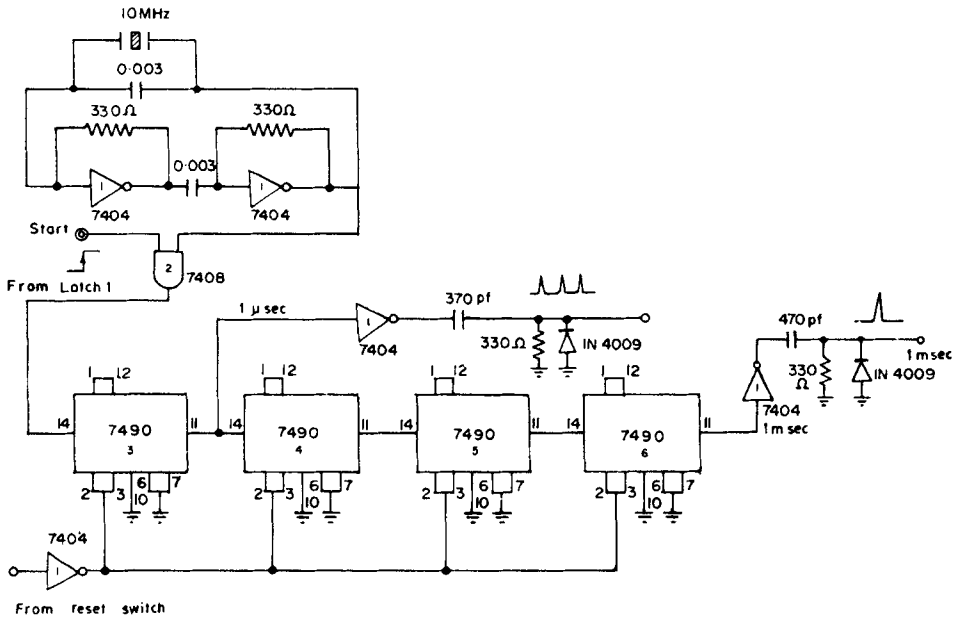 10MHz
0.003
330Ω
330Ω
0.003
1
1
7404
7404
Start
2
7408
From Latch 1
1 μsec
1
7404
370 pf
330Ω
IN 4009
470 pf
330
Ω
IN 4009
1 msec
1
7404
1 msec
1 12
1 12
1 12
1 12
14 7490 11
3
14 7490 11
4
14 7490 11
5
14 7490 11
6
2 3 10 6 7
2 3 10 6 7
2 3 10 6 7
2 3 10 6 7
7404
1
From reset switch